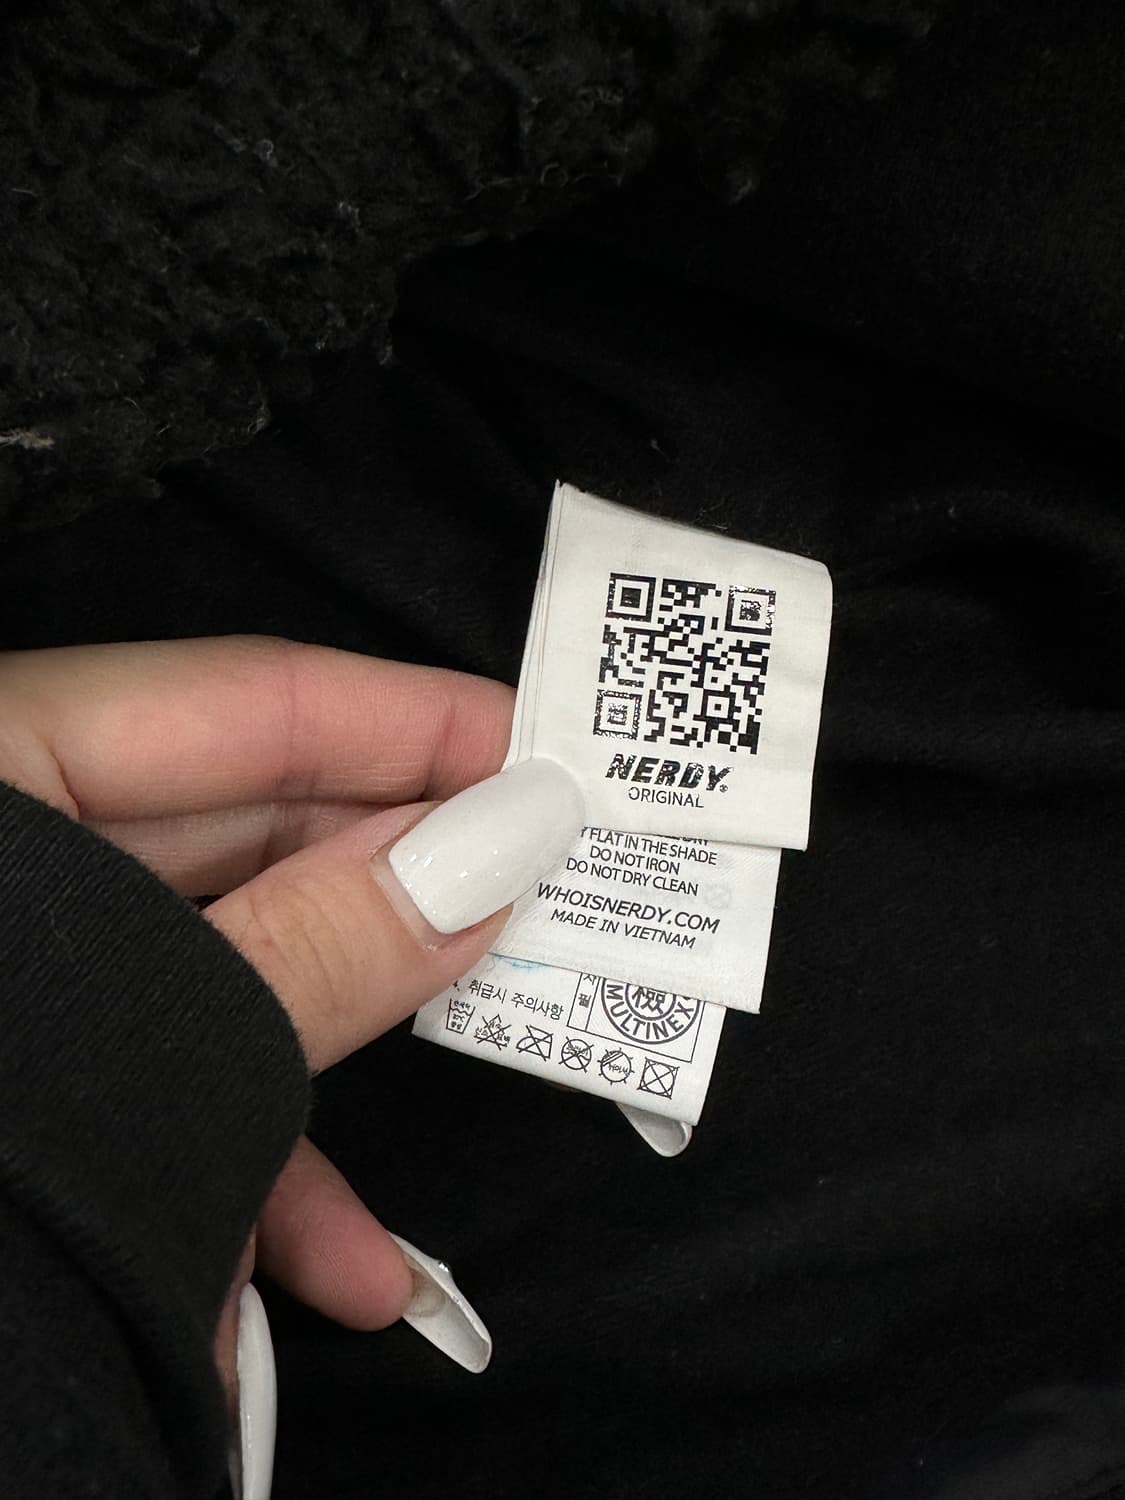 NERDY®
ORIGINAL
FLAT IN THE SHADE
DO NOT IRON
DO NOT DRY CLEAN
WHOISNERDY.COM
MADE IN VIETNAM
취급시 주의사항
필
MULTINEX